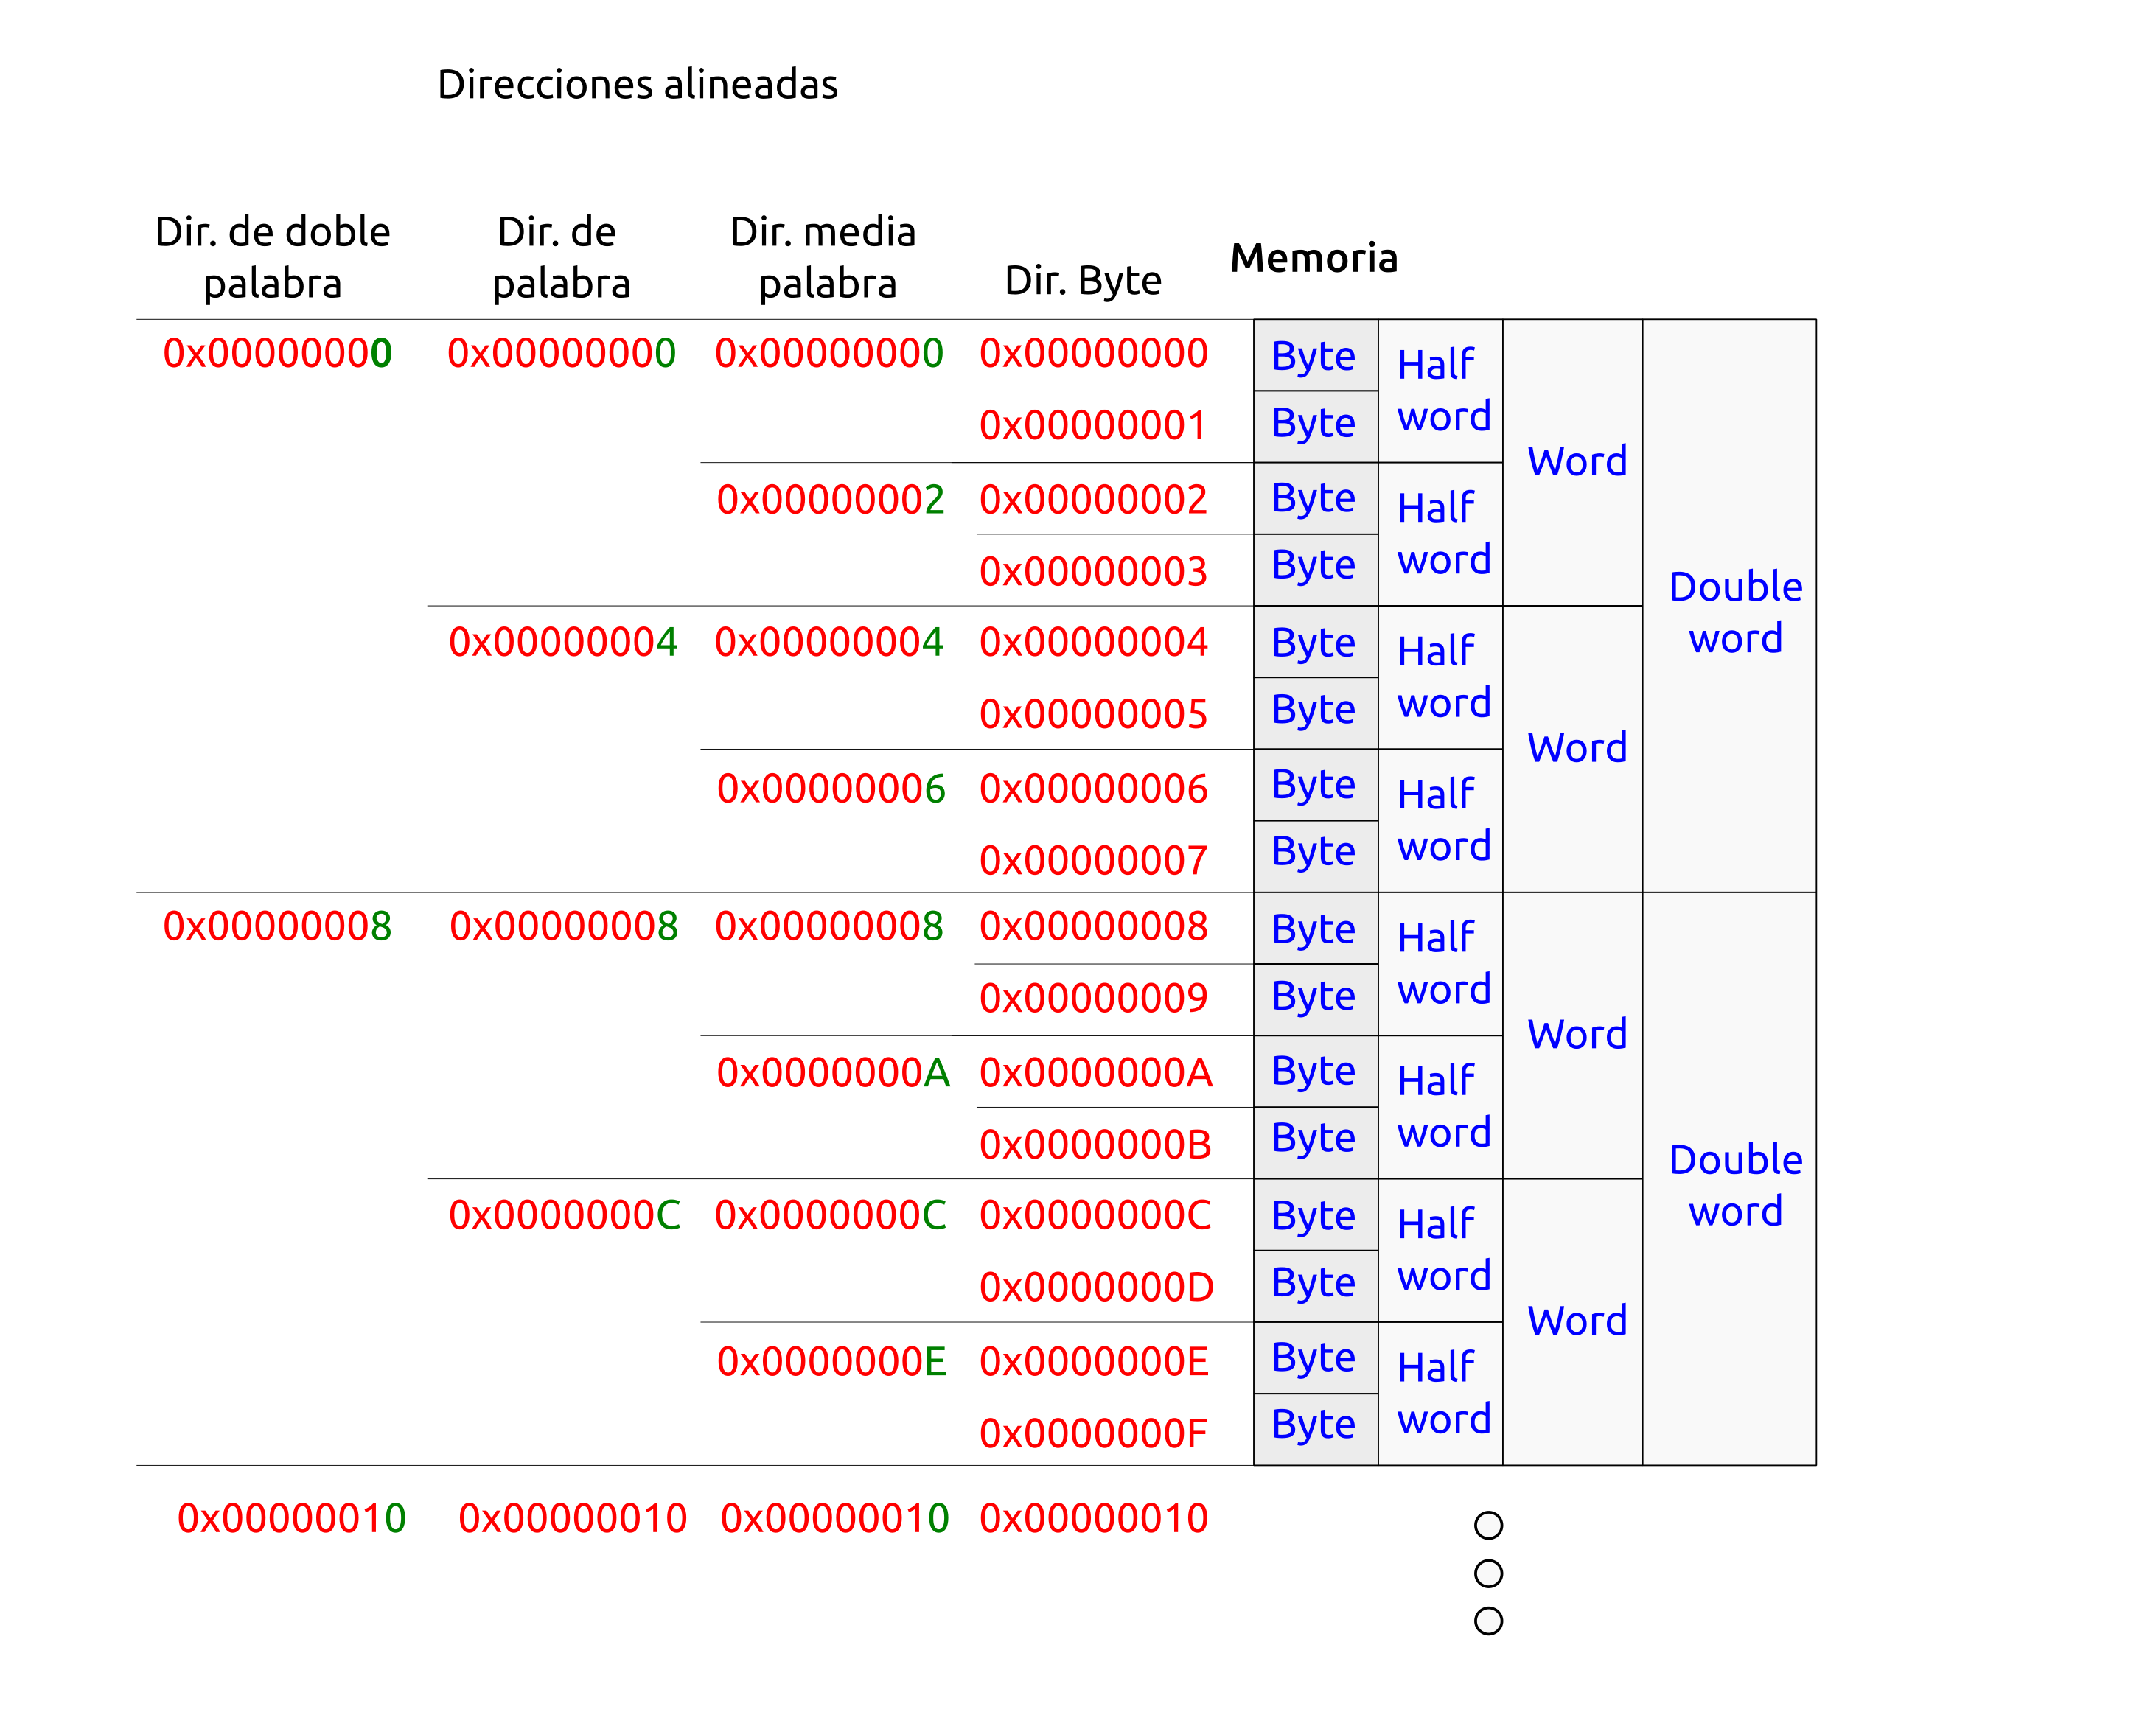 Direcciones alineadas
Dir. de doble palabra Dir. de palabra Dir. media palabra Dir. Byte Memoria
0x00000000 0x00000000 0x00000000 0x00000000 Byte Half word Word Double word
0x00000001 Byte
0x00000002 0x00000002 Byte Half word
0x00000003 Byte
0x00000004 0x00000004 0x00000004 Byte Half word Word
0x00000005 Byte
0x00000006 0x00000006 Byte Half word
0x00000007 Byte
0x00000008 0x00000008 0x00000008 0x00000008 Byte Half word Word Double word
0x00000009 Byte
0x0000000A 0x0000000A Byte Half word
0x0000000B Byte
0x0000000C 0x0000000C 0x0000000C Byte Half word Word
0x0000000D Byte
0x0000000E 0x0000000E Byte Half word
0x0000000F Byte
0x00000010 0x00000010 0x00000010 0x00000010